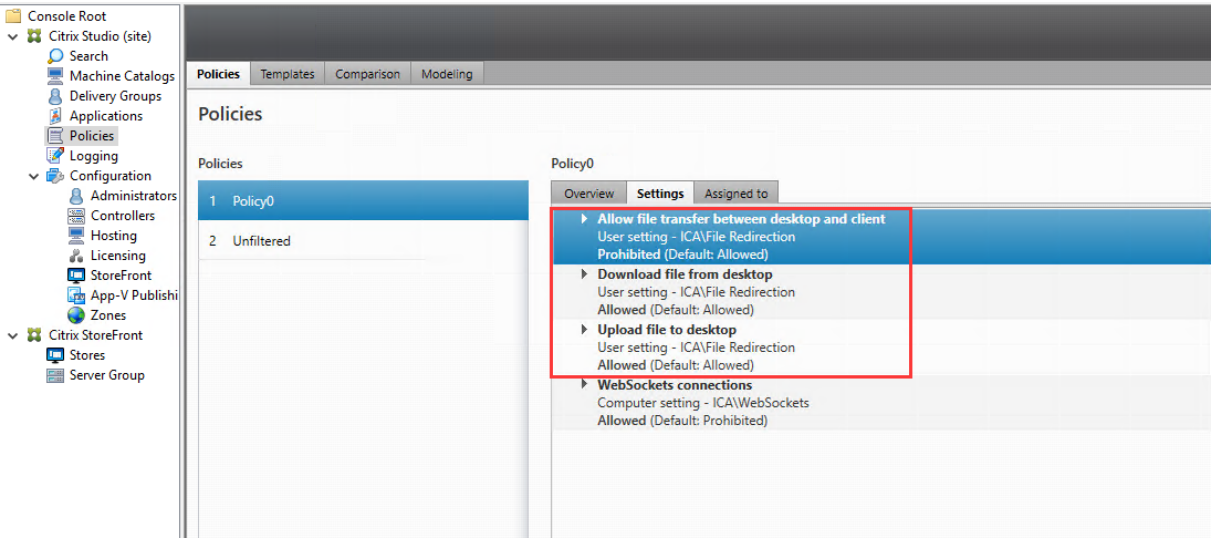 Console Root
Citrix Studio (site)
Search
Machine Catalogs
Delivery Groups
Applications
Policies
Logging
Configuration
Administrators
Controllers
Hosting
Licensing
StoreFront
App-V Publishi
Zones
Citrix StoreFront
Stores
Server Group
Policies Templates Comparison Modeling
Policies
Policies
1 Policy0
2 Unfiltered
Policy0
Overview Settings Assigned to
Allow file transfer between desktop and client
User setting - ICA\File Redirection
Prohibited (Default: Allowed)
Download file from desktop
User setting - ICA\File Redirection
Allowed (Default: Allowed)
Upload file to desktop
User setting - ICA\File Redirection
Allowed (Default: Allowed)
WebSockets connections
Computer setting - ICA\WebSockets
Allowed (Default: Prohibited)